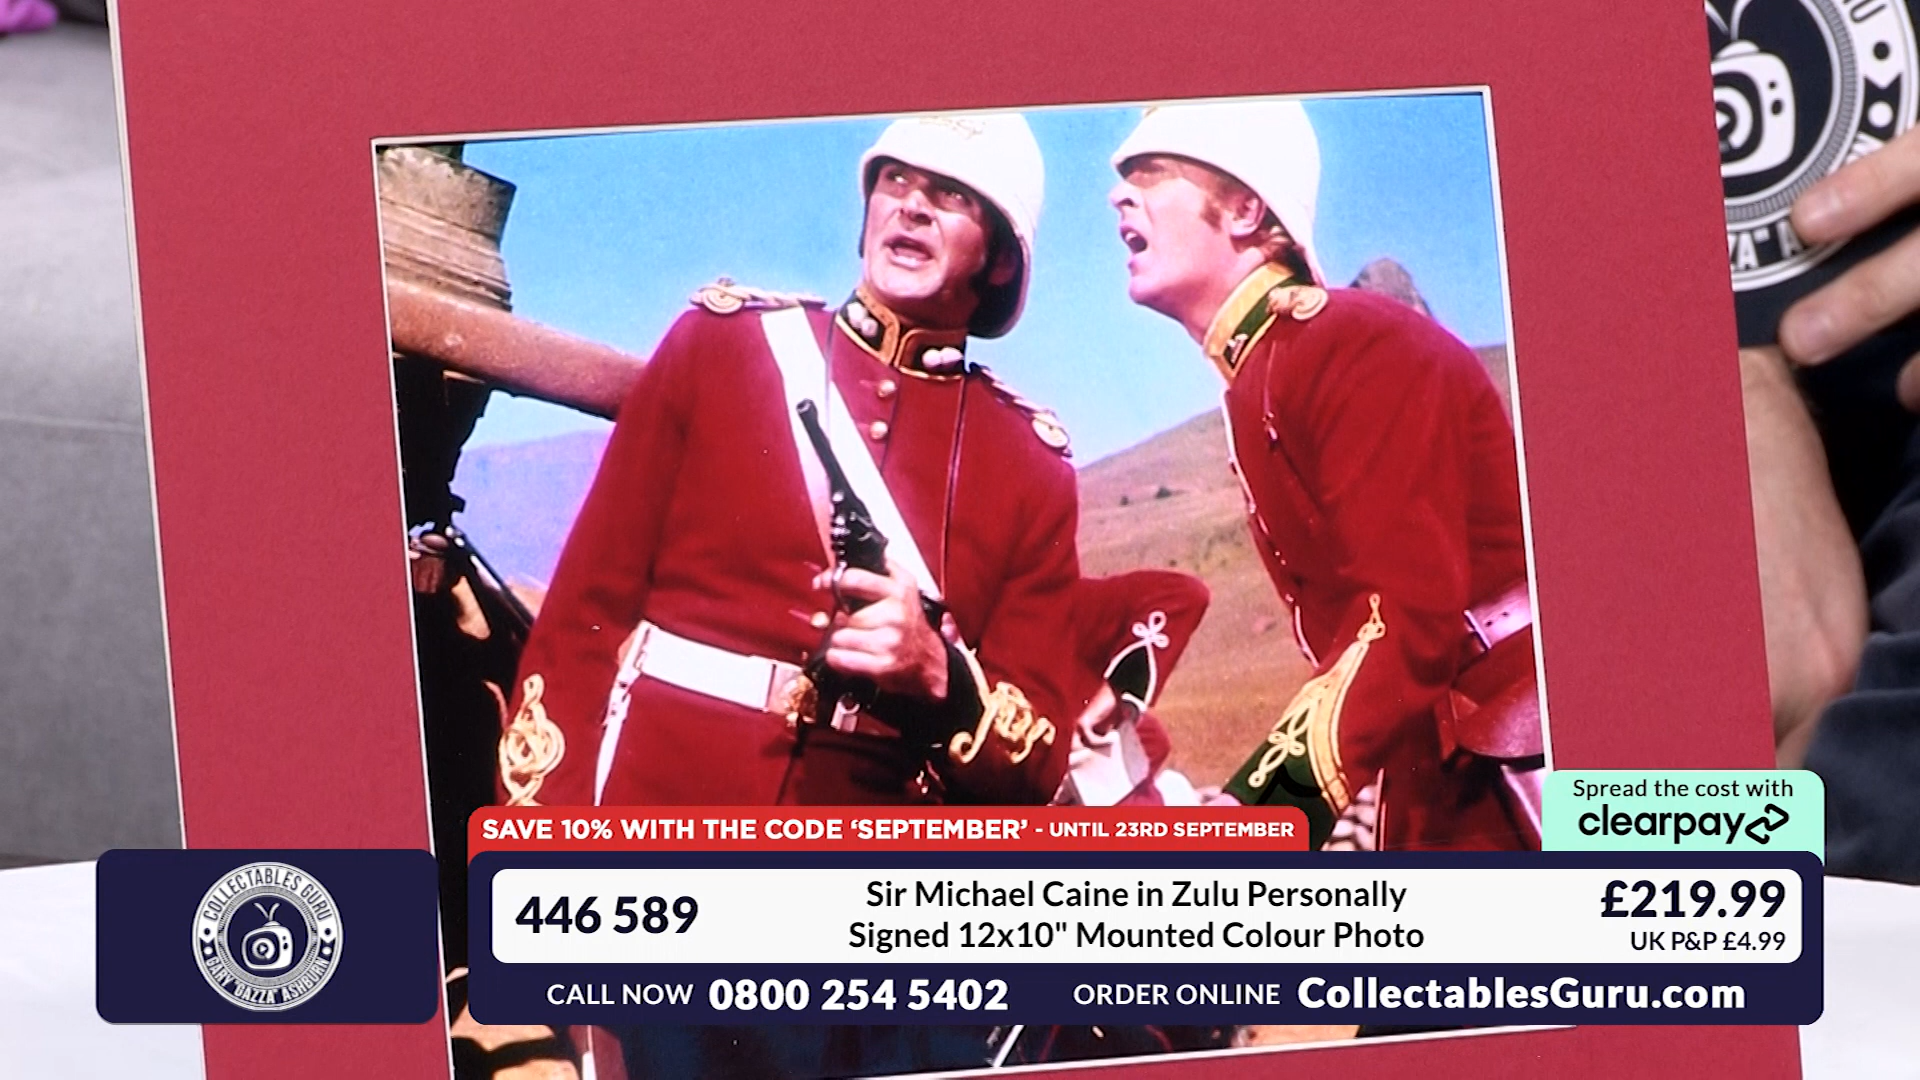 SAVE 10% WITH THE CODE ‘SEPTEMBER’ - UNTIL 23RD SEPTEMBER
Spread the cost with
clearpay
446 589
Sir Michael Caine in Zulu Personally
Signed 12x10" Mounted Colour Photo
£219.99
UK P&P £4.99
CALL NOW 0800 254 5402
ORDER ONLINE CollectablesGuru.com
COLLECTABLES GURU
GARY "GAZZA" ASHBURN